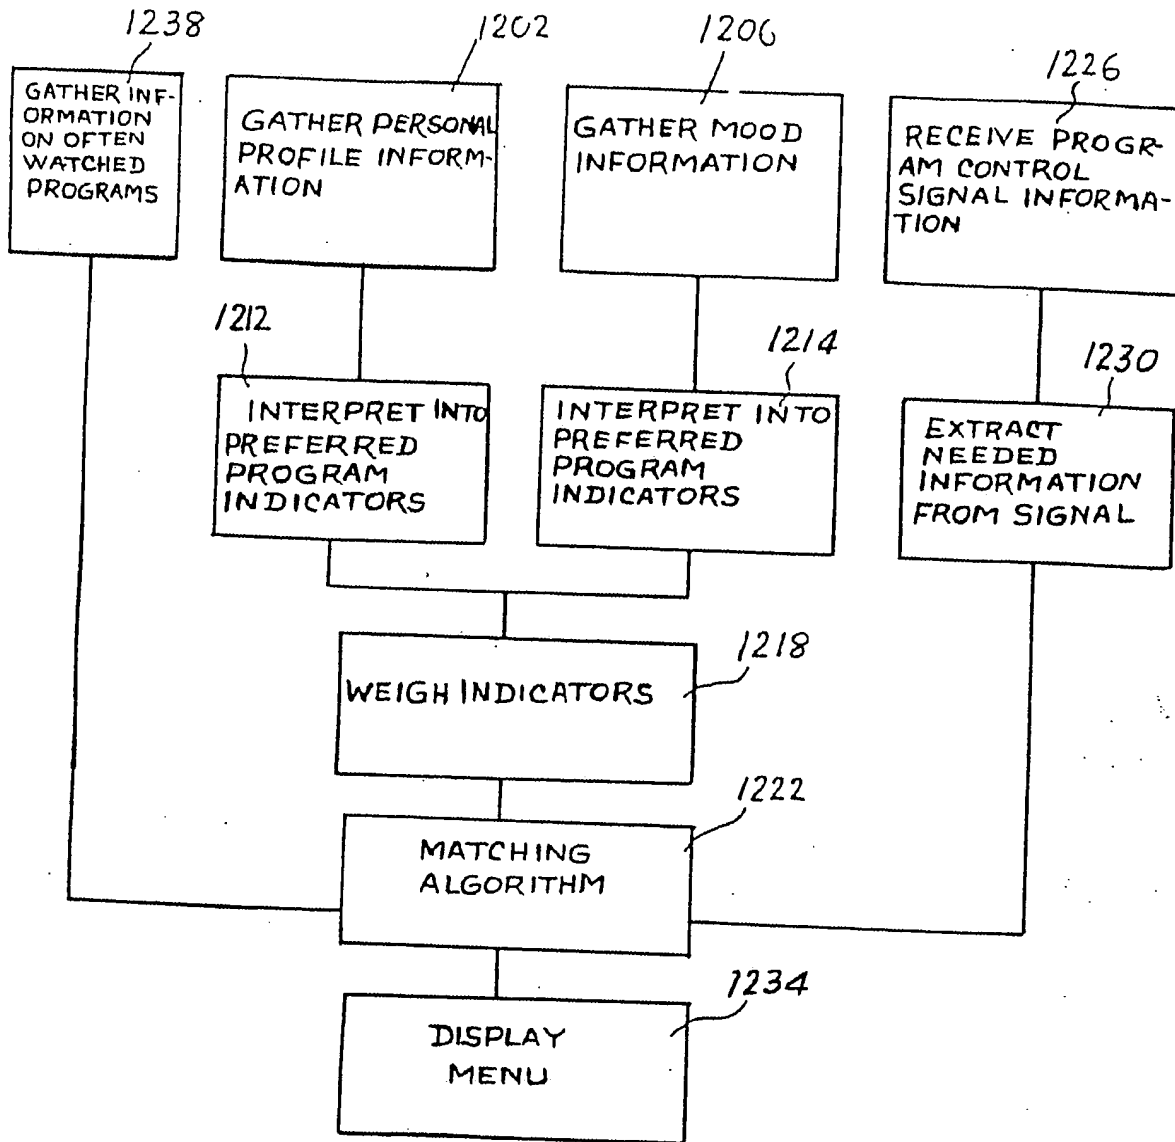 1238
GATHER INF-
ORMATION
ON OFTEN
WATCHED
PROGRAMS
1202
GATHER PERSONAL
PROFILE INFORM-
ATION
1206
GATHER MOOD
INFORMATION
1226
RECEIVE PROGR-
AM CONTROL
SIGNAL INFORMA-
TION
1212
INTERPRET INTO
PREFERRED
PROGRAM
INDICATORS
1214
INTERPRET INTO
PREFERRED
PROGRAM
INDICATORS
1230
EXTRACT
NEEDED
INFORMATION
FROM SIGNAL
1218
WEIGH INDICATORS
1222
MATCHING
ALGORITHM
1234
DISPLAY
MENU